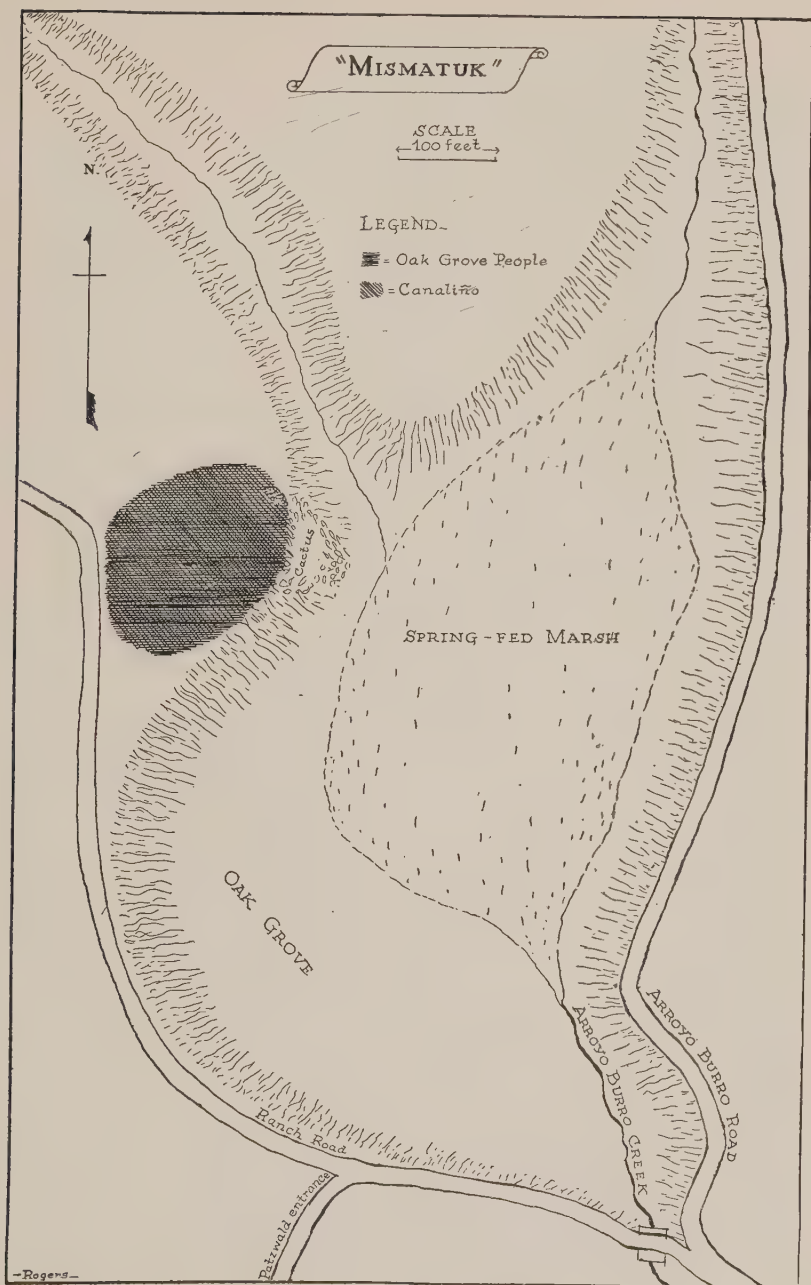 "MISMATUK"
SCALE
100 feet
N.
LEGEND-
= Oak Grove People
= Canaliño
Cactus
SPRING-FED MARSH
OAK GROVE
ARROYO BURRO CREEK
ARROYO BURRO ROAD
Ranch Road
Patzwald entrance
-Rogers-